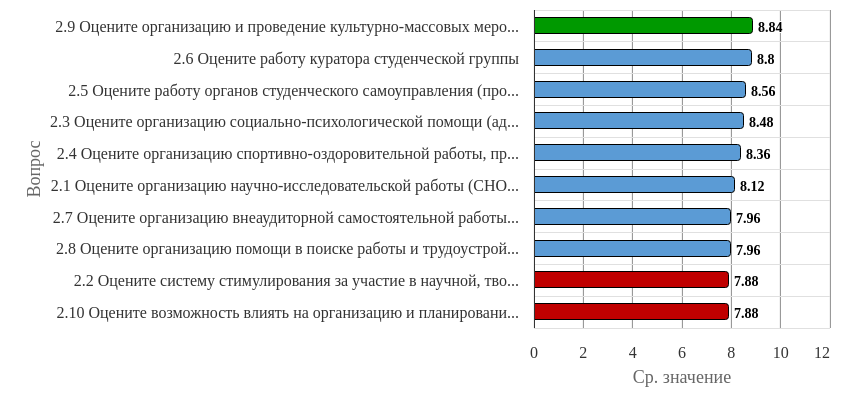 2.9 Оцените организацию и проведение культурно-массовых меро... 8.84
2.6 Оцените работу куратора студенческой группы 8.8
2.5 Оцените работу органов студенческого самоуправления (про... 8.56
2.3 Оцените организацию социально-психологической помощи (ад... 8.48
2.4 Оцените организацию спортивно-оздоровительной работы, пр... 8.36
2.1 Оцените организацию научно-исследовательской работы (СНО... 8.12
2.7 Оцените организацию внеаудиторной самостоятельной работы... 7.96
2.8 Оцените организацию помощи в поиске работы и трудоустрой... 7.96
2.2 Оцените систему стимулирования за участие в научной, тво... 7.88
2.10 Оцените возможность влиять на организацию и планировани... 7.88
Вопрос
0 2 4 6 8 10 12
Ср. значение